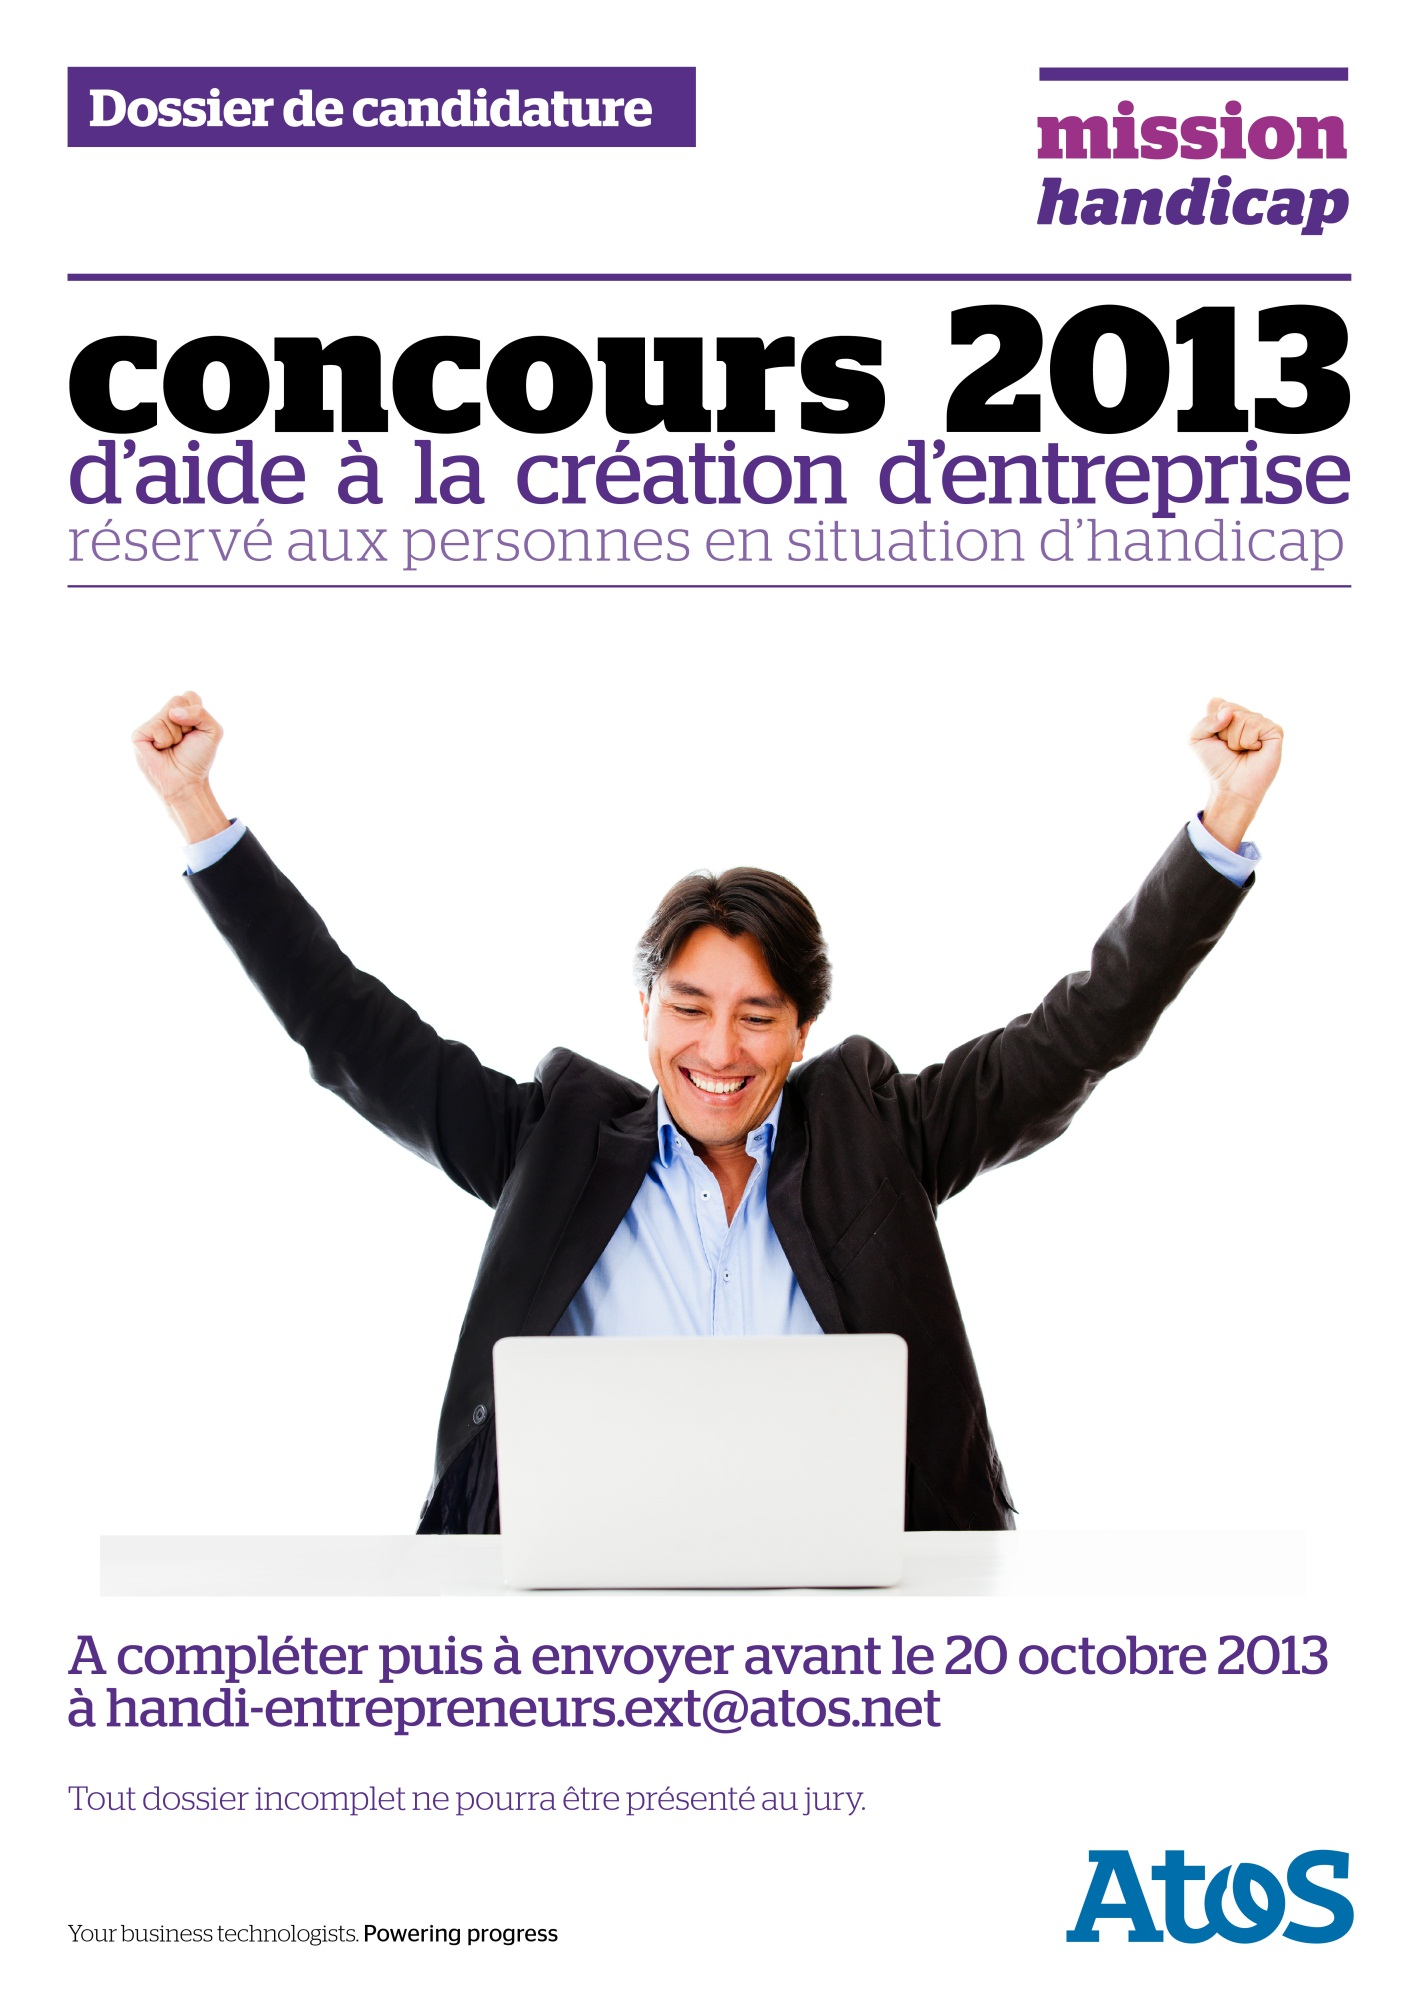 Dossier de candidature
mission
handicap
concours 2013
d’aide à la création d’entreprise
réservé aux personnes en situation d’handicap
A compléter puis à envoyer avant le 20 octobre 2013
à handi-entrepreneurs.ext@atos.net
Tout dossier incomplet ne pourra être présenté au jury.
AtoS
Your business technologists. Powering progress